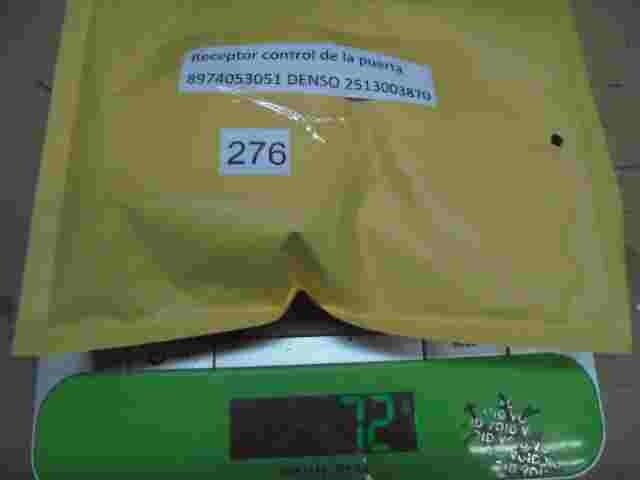 Receptor control de la puerta
8974053051 DENSO 2513003870
276
72